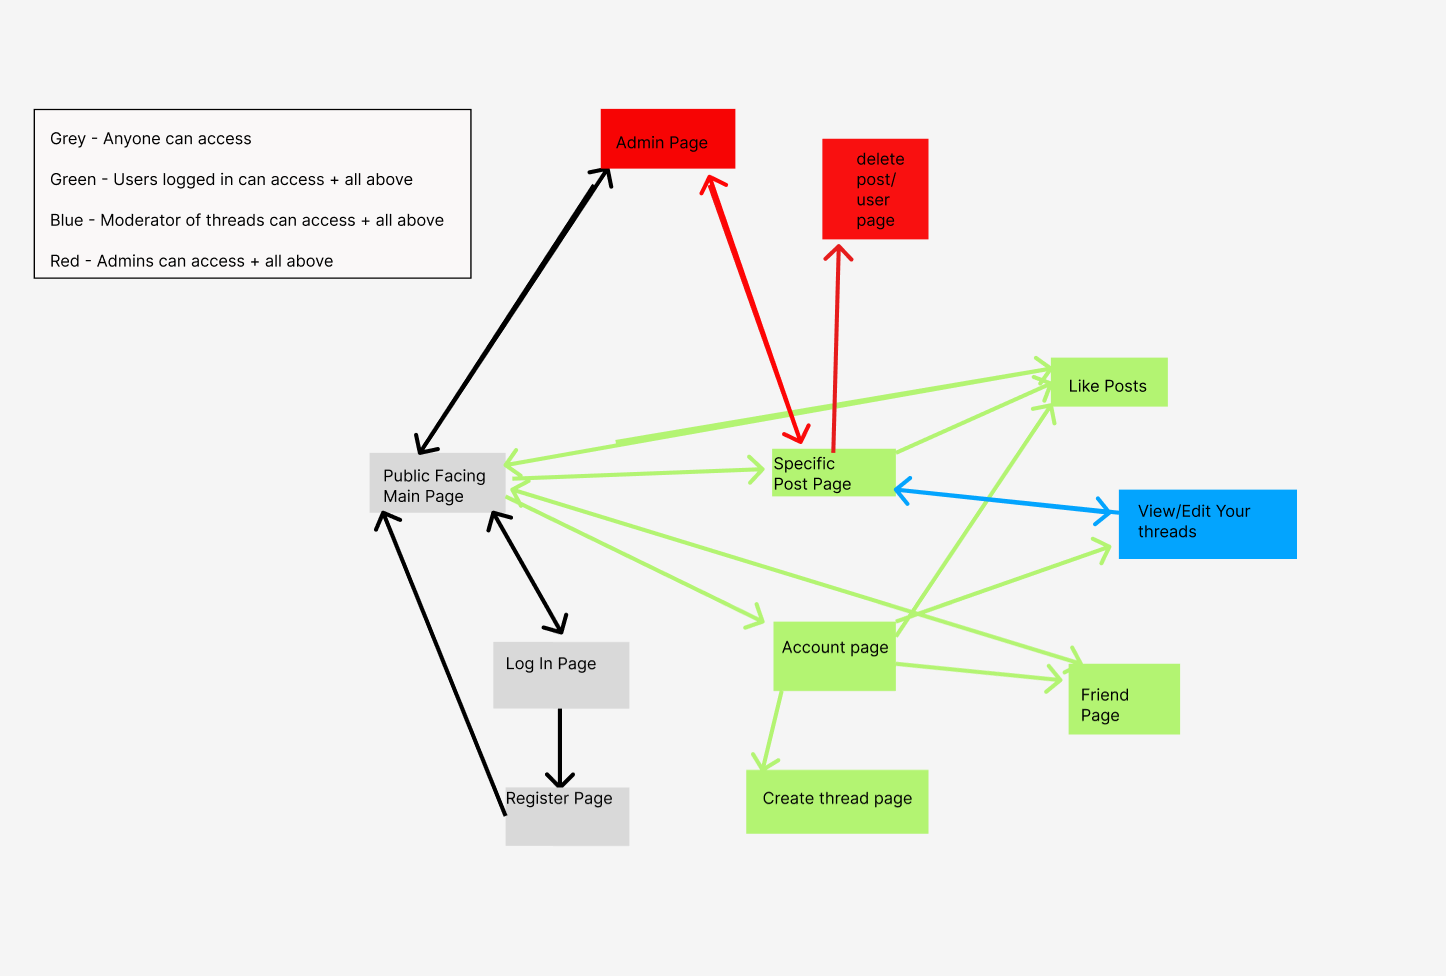 Grey - Anyone can access
Green - Users logged in can access + all above
Blue - Moderator of threads can access + all above
Red - Admins can access + all above
Admin Page
delete
post/
user
page
Like Posts
Public Facing
Main Page
Specific
Post Page
View/Edit Your
threads
Log In Page
Account page
Friend
Page
Register Page
Create thread page